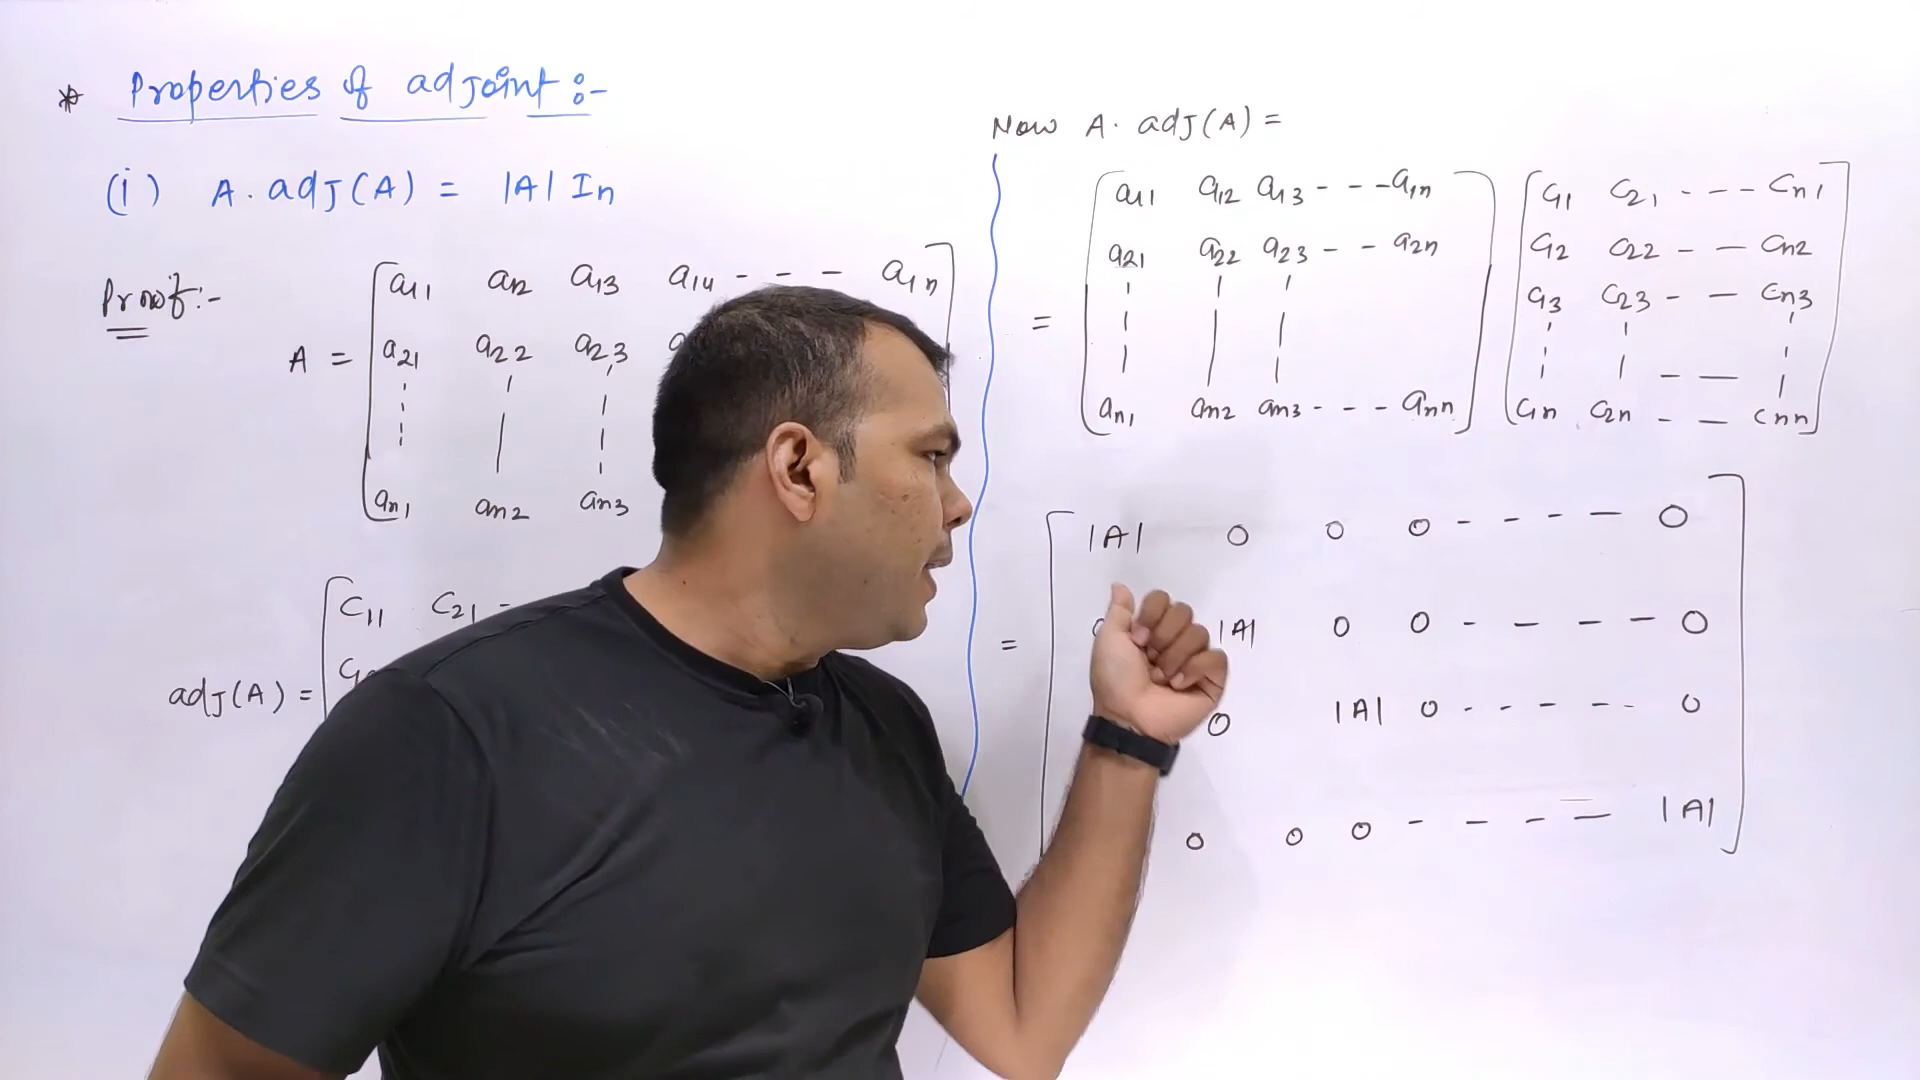 * Properties of adjoint :-
(i) A. adj(A) = |A| In
Proof:-
A =
a11 a12 a13 a14 - - - a1n
a21 a22 a23
an1 an2 an3
adj(A) =
C11 C21 -
Now A. adj(A) =
=
a11 a12 a13 - - - a1n
a21 a22 a23 - - a2n
an1 an2 an3 - - - ann
C11 C21 - - - Cn1
C12 C22 - - Cn2
C13 C23 - - Cn3
C1n C2n - - Cnn
=
|A| 0 0 0 - - - - 0
|A| 0 0 - - - - 0
0 |A| 0 - - - - - 0
0 0 0 - - - - |A|